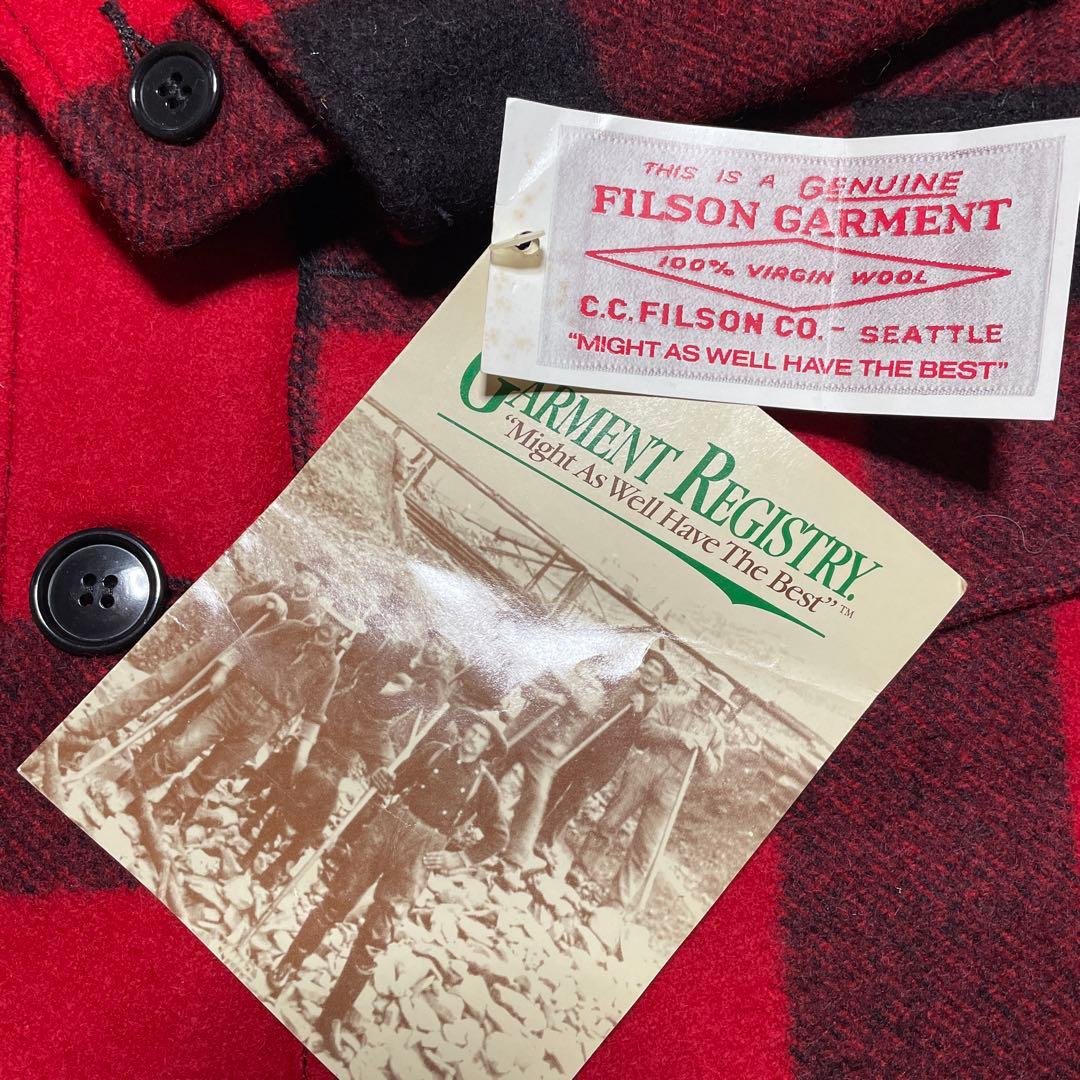 THIS IS A GENUINE
FILSON GARMENT
100% VIRGIN WOOL
C.C. FILSON CO. - SEATTLE
"MIGHT AS WELL HAVE THE BEST"
GARMENT REGISTRY.
"Might As Well Have The Best"™